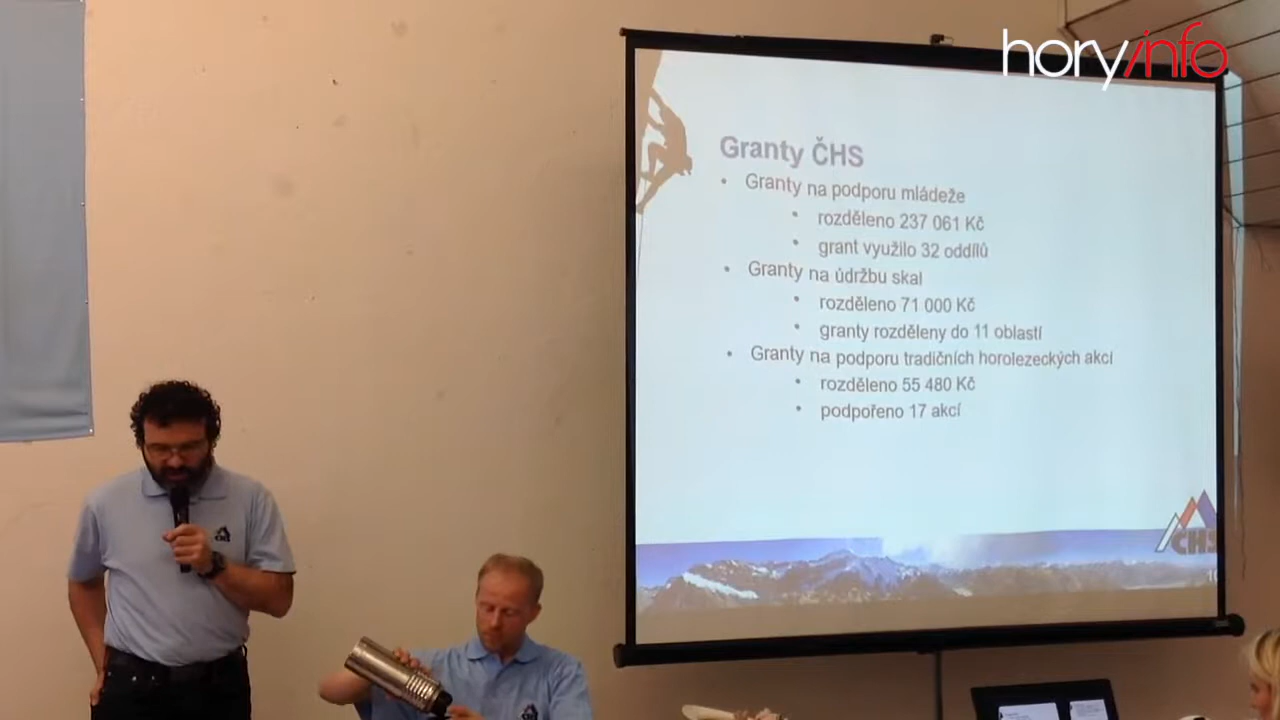 horyinfo
Granty ČHS
• Granty na podporu mládeže
• rozděleno 237 061 Kč
• grant využilo 32 oddílů
• Granty na údržbu skal
• rozděleno 71 000 Kč
• granty rozděleny do 11 oblastí
• Granty na podporu tradičních horolezeckých akcí
• rozděleno 55 480 Kč
• podpořeno 17 akcí
ČHS